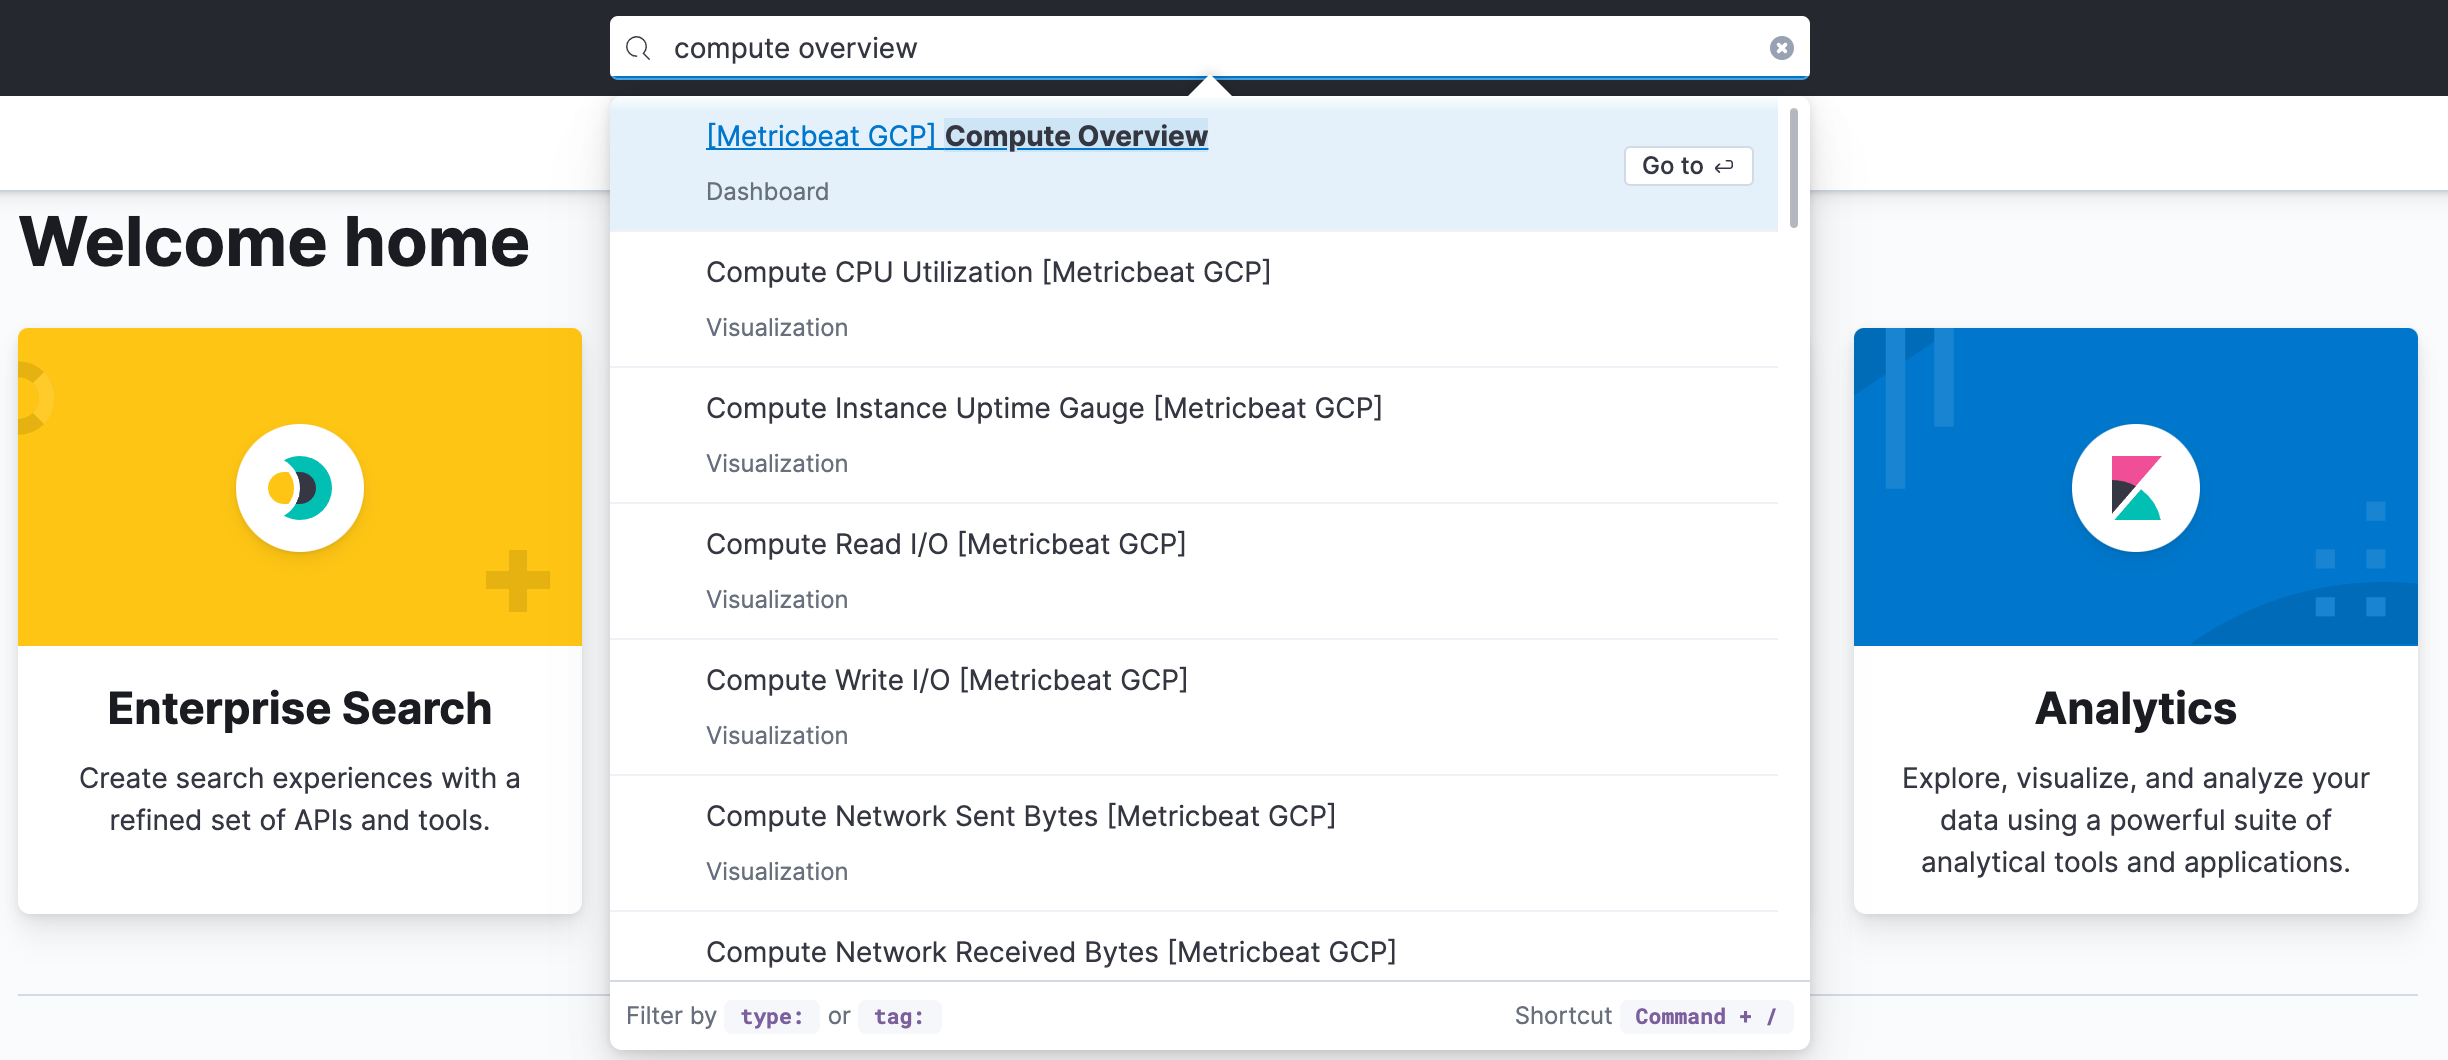 compute overview
[Metricbeat GCP] Compute Overview
Go to
Dashboard
Compute CPU Utilization [Metricbeat GCP]
Visualization
Compute Instance Uptime Gauge [Metricbeat GCP]
Visualization
Compute Read I/O [Metricbeat GCP]
Visualization
Compute Write I/O [Metricbeat GCP]
Visualization
Compute Network Sent Bytes [Metricbeat GCP]
Visualization
Compute Network Received Bytes [Metricbeat GCP]
Filter by type: or tag:
Shortcut Command + /
Welcome home
Enterprise Search
Create search experiences with a
refined set of APIs and tools.
Analytics
Explore, visualize, and analyze your
data using a powerful suite of
analytical tools and applications.